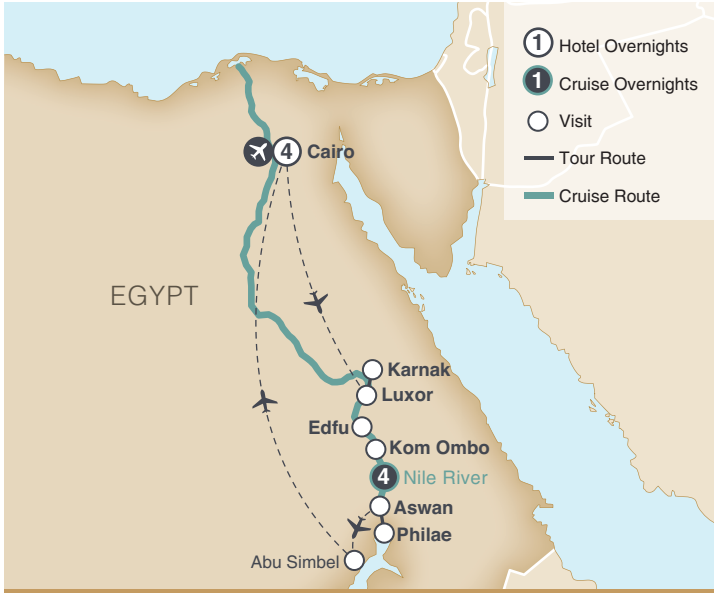 1 Hotel Overnights
1 Cruise Overnights
Visit
Tour Route
Cruise Route
4 Cairo
EGYPT
Karnak
Luxor
Edfu
Kom Ombo
4 Nile River
Aswan
Philae
Abu Simbel